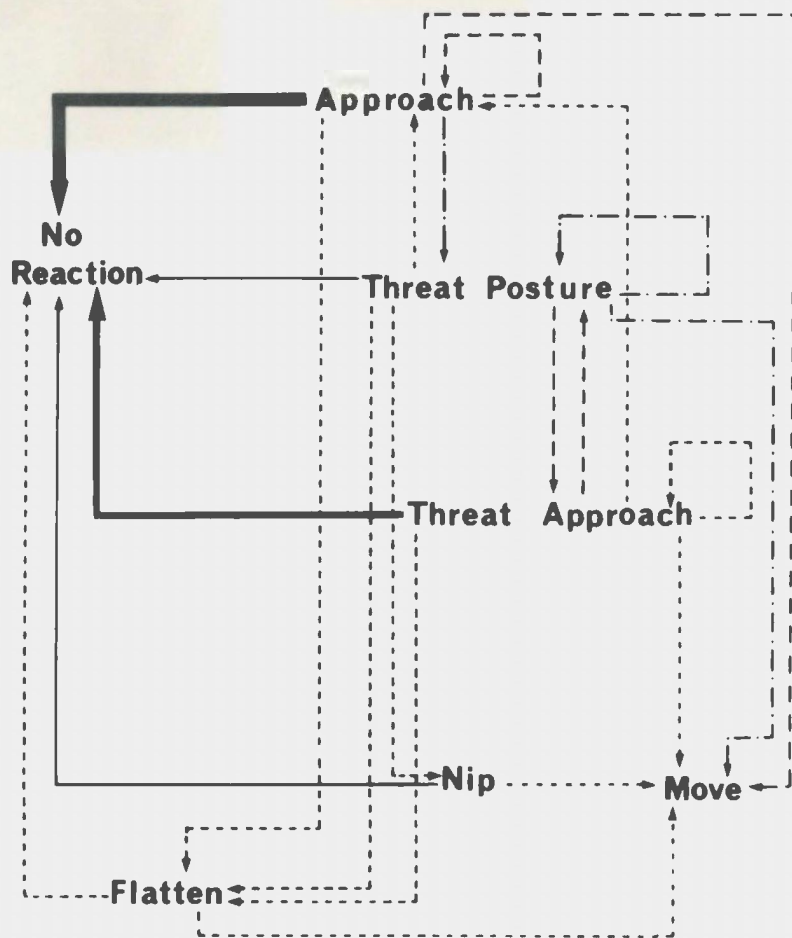 Approach
No
Reaction
Threat Posture
Threat Approach
Nip
Move
Flatten